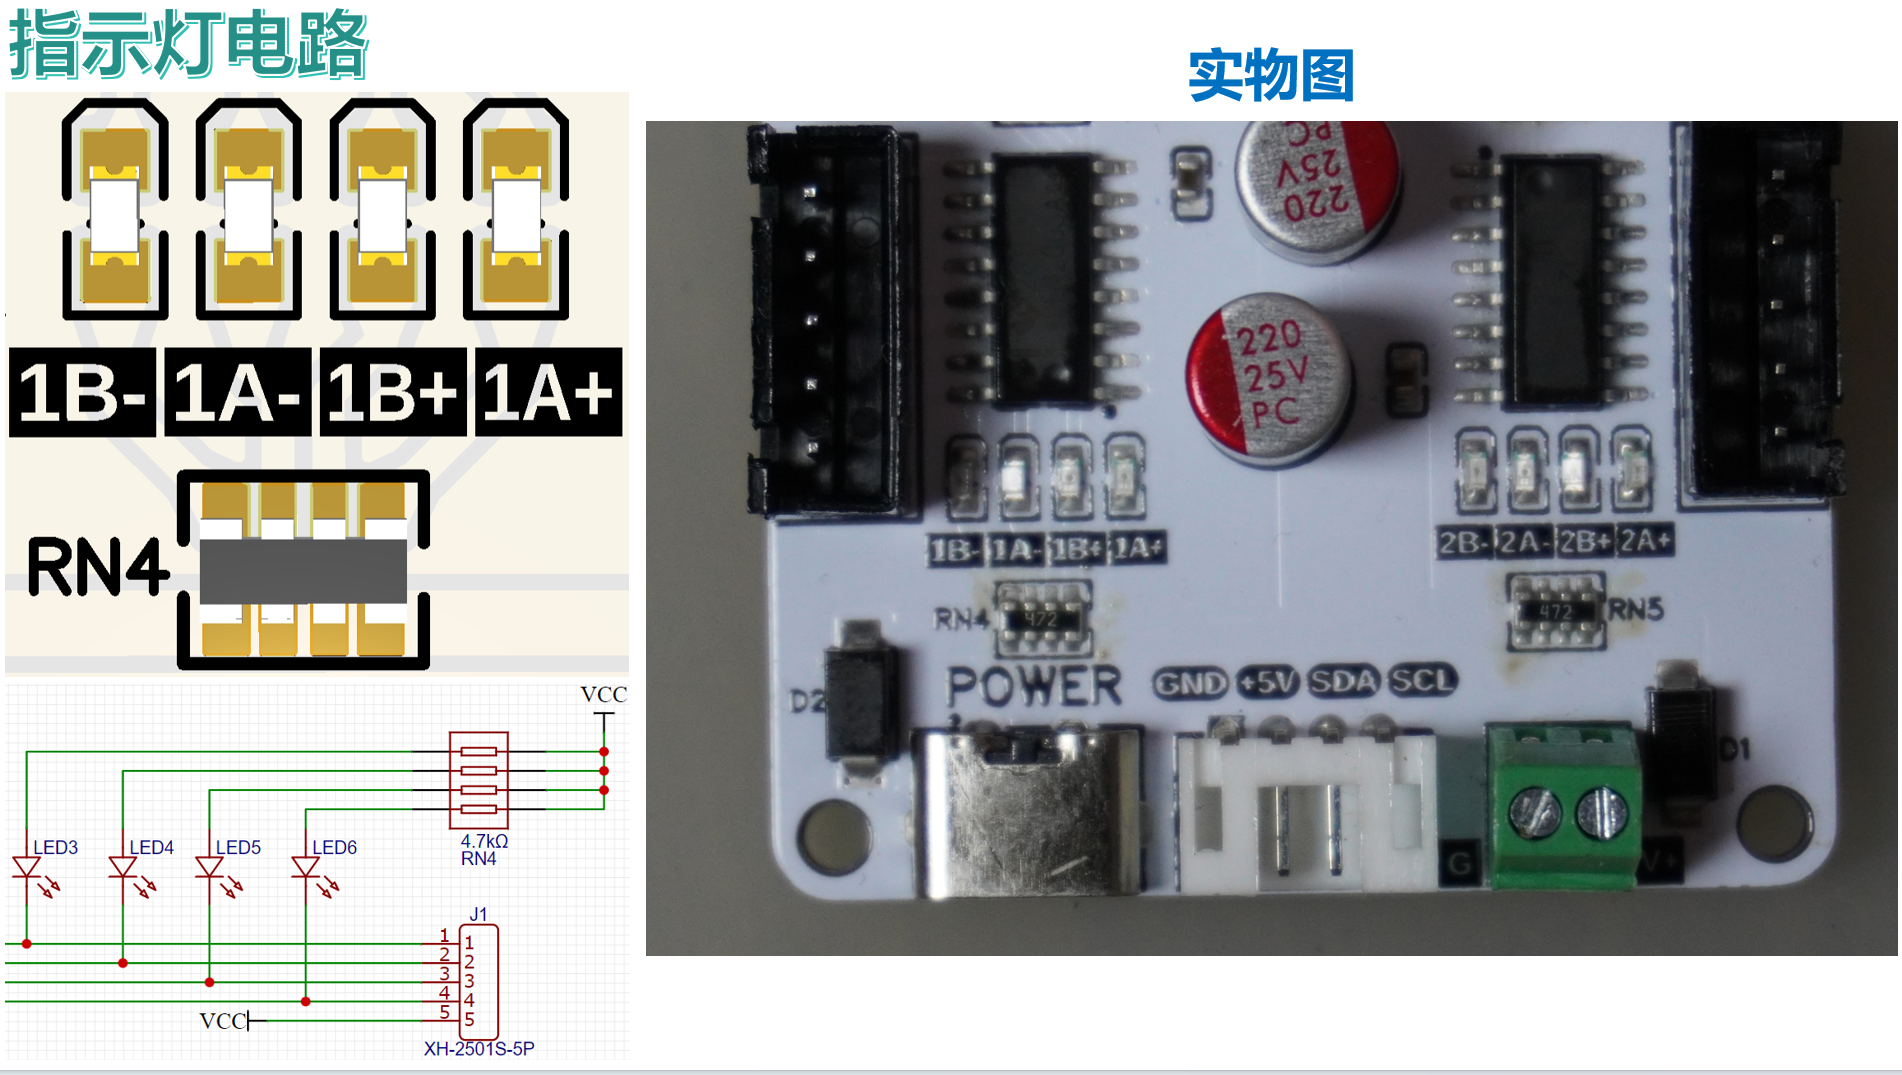 指示灯电路
1B- 1A- 1B+ 1A+
RN4
VCC
4.7kΩ
RN4
LED3 LED4 LED5 LED6
J1
1 1
2 2
3 3
4 4
5 5
VCC
XH-2501S-5P
实物图
220
25V
PC
220
25V
PC
1B- 1A- 1B+ 1A+
2B- 2A- 2B+ 2A+
RN4 472
472 RN5
D2
POWER
GND +5V SDA SCL
D1
G
V+